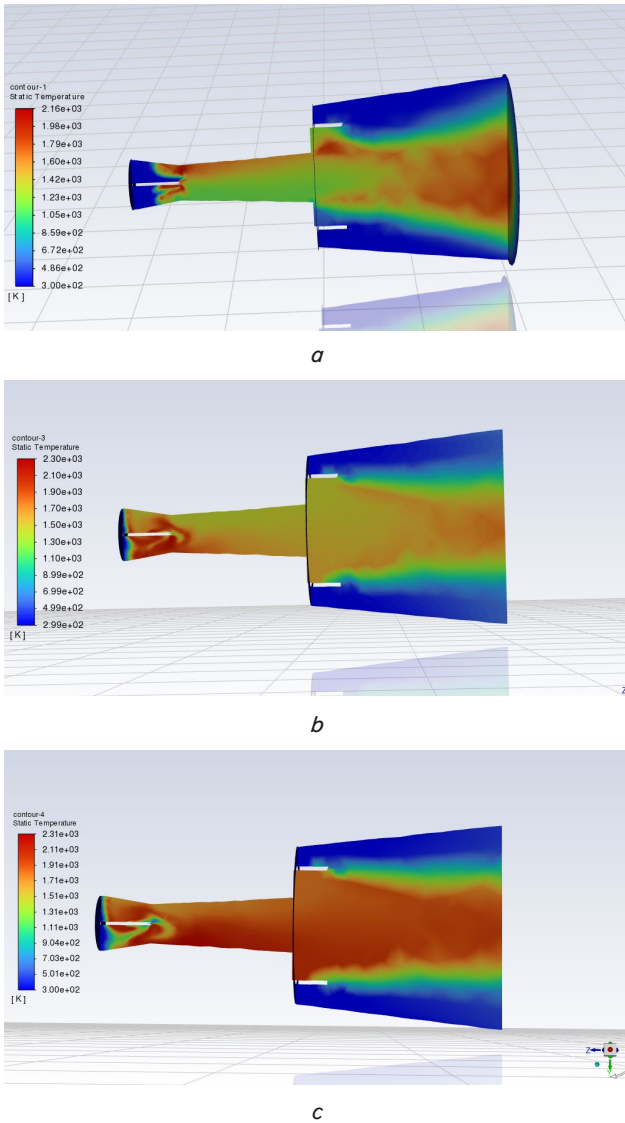 contour-1
Static Temperature
2.16e+03
1.98e+03
1.79e+03
1.60e+03
1.42e+03
1.23e+03
1.05e+03
8.59e+02
6.72e+02
4.86e+02
3.00e+02
[ K ]
a
contour-3
Static Temperature
2.30e+03
2.10e+03
1.90e+03
1.70e+03
1.50e+03
1.30e+03
1.10e+03
8.99e+02
6.99e+02
4.99e+02
2.99e+02
[ K ]
Z
b
contour-4
Static Temperature
2.31e+03
2.11e+03
1.91e+03
1.71e+03
1.51e+03
1.31e+03
1.11e+03
9.04e+02
7.03e+02
5.01e+02
3.00e+02
[ K ]
Z
c